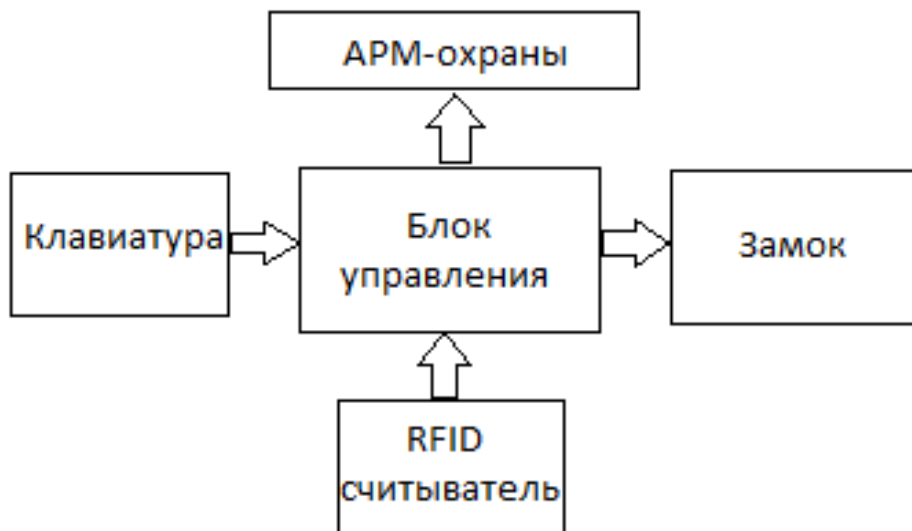 АРМ-охраны
Клавиатура
Блок
управления
Замок
RFID
считыватель